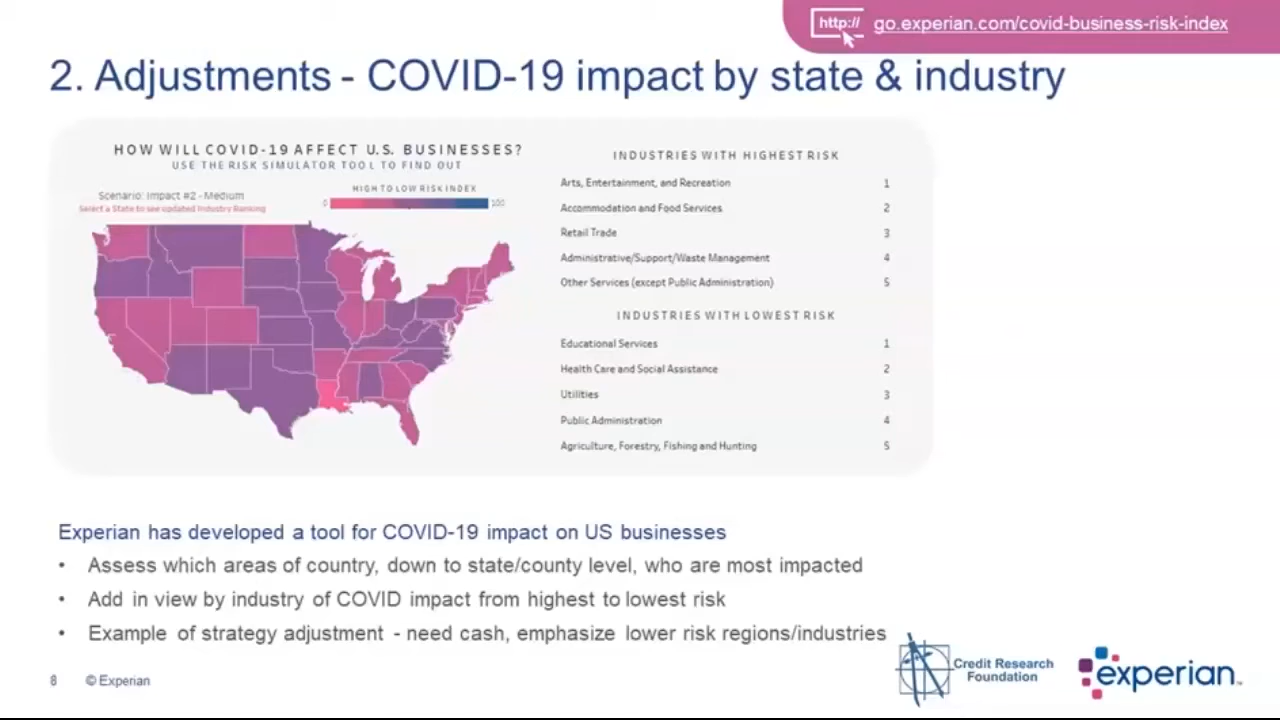 http://
go.experian.com/covid-business-risk-index
2. Adjustments - COVID-19 impact by state & industry
HOW WILL COVID-19 AFFECT U.S. BUSINESSES?
USE THE RISK SIMULATOR TOOL TO FIND OUT
Scenario: Impact #2 - Medium
Select a State to see updated Industry Ranking
HIGH TO LOW RISK INDEX
0 100
INDUSTRIES WITH HIGHEST RISK
Arts, Entertainment, and Recreation 1
Accommodation and Food Services 2
Retail Trade 3
Administrative/Support/Waste Management 4
Other Services (except Public Administration) 5
INDUSTRIES WITH LOWEST RISK
Educational Services 1
Health Care and Social Assistance 2
Utilities 3
Public Administration 4
Agriculture, Forestry, Fishing and Hunting 5
Experian has developed a tool for COVID-19 impact on US businesses
• Assess which areas of country, down to state/county level, who are most impacted
• Add in view by industry of COVID impact from highest to lowest risk
• Example of strategy adjustment - need cash, emphasize lower risk regions/industries
8 © Experian
Credit Research
Foundation
experian™